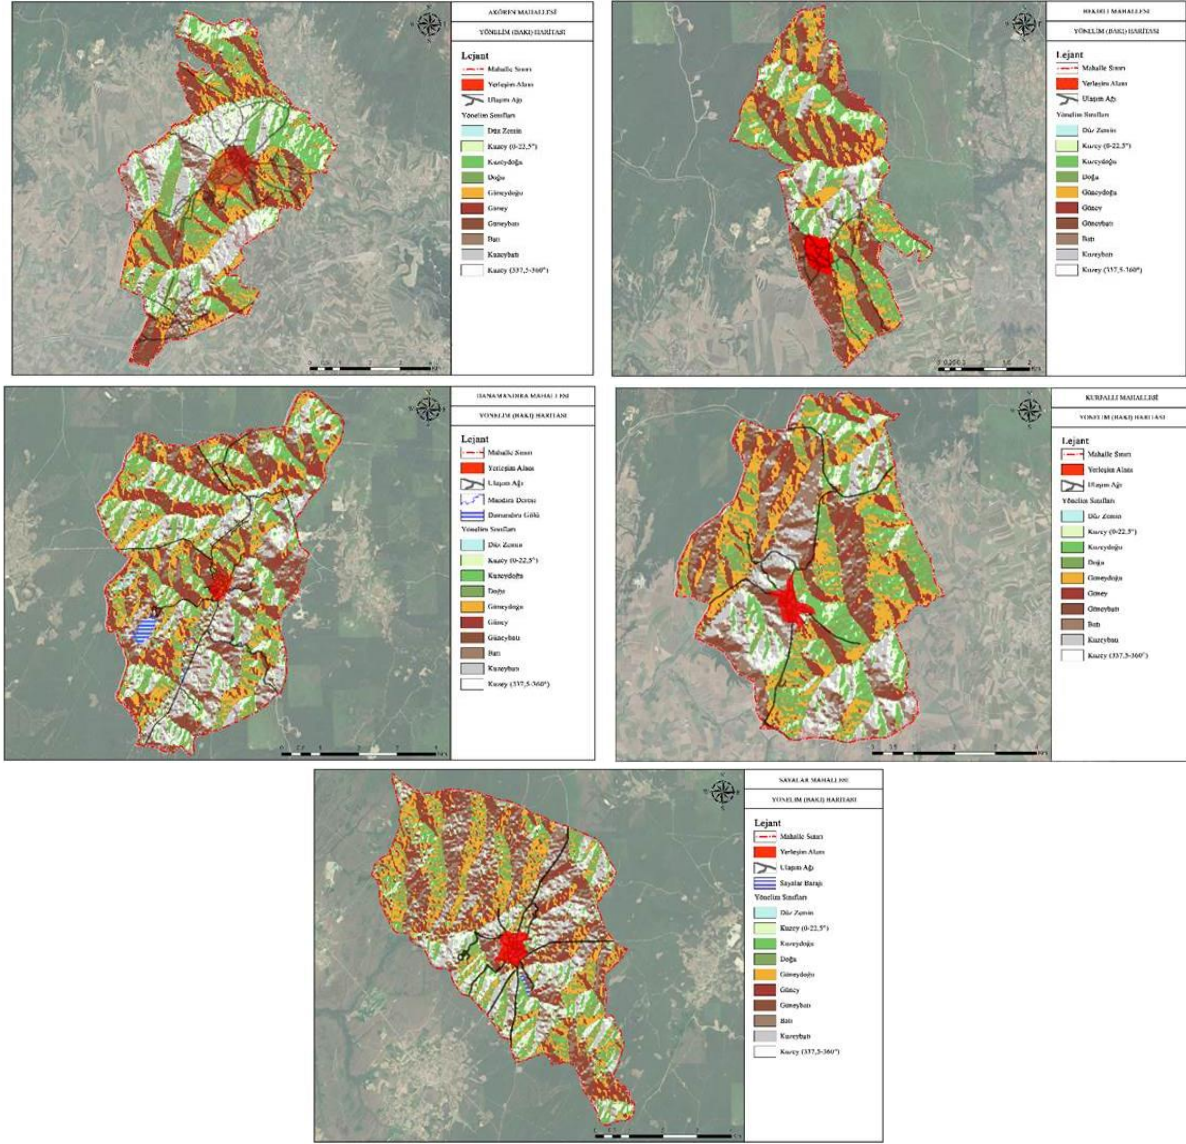 AKÖREN MAHALLESİ
YÖNELİM (BAKI) HARİTASI
Lejant
Mahalle Sınırı
Yerleşim Alanı
Ulaşım Ağı
Yönelim Sınıfları
Düz Zemin
Kuzey (0-22,5°)
Kuzeydoğu
Doğu
Güneydoğu
Güney
Güneybatı
Batı
Kuzeybatı
Kuzey (337,5-360°)
BEKİRLİ MAHALLESİ
YÖNELİM (BAKI) HARİTASI
Lejant
Mahalle Sınırı
Yerleşim Alanı
Ulaşım Ağı
Yönelim Sınıfları
Düz Zemin
Kuzey (0-22,5°)
Kuzeydoğu
Doğu
Güneydoğu
Güney
Güneybatı
Batı
Kuzeybatı
Kuzey (337,5-360°)
DANAMANDIRA MAHALLESİ
YÖNELİM (BAKI) HARİTASI
Lejant
Mahalle Sınırı
Yerleşim Alanı
Ulaşım Ağı
Mandıra Deresi
Gölü
Yönelim Sınıfları
Düz Zemin
Kuzey (0-22,5°)
Kuzeydoğu
Doğu
Güneydoğu
Güney
Güneybatı
Batı
Kuzeybatı
Kuzey (337,5-360°)
KURFALLI MAHALLESİ
YÖNELİM (BAKI) HARİTASI
Lejant
Mahalle Sınırı
Yerleşim Alanı
Ulaşım Ağı
Yönelim Sınıfları
Düz Zemin
Kuzey (0-22,5°)
Kuzeydoğu
Doğu
Güneydoğu
Güney
Güneybatı
Batı
Kuzeybatı
Kuzey (337,5-360°)
SAYALAR MAHALLESİ
YÖNELİM (BAKI) HARİTASI
Lejant
Mahalle Sınırı
Yerleşim Alanı
Ulaşım Ağı
Sayalar Barajı
Yönelim Sınıfları
Düz Zemin
Kuzey (0-22,5°)
Kuzeydoğu
Doğu
Güneydoğu
Güney
Güneybatı
Batı
Kuzeybatı
Kuzey (337,5-360°)